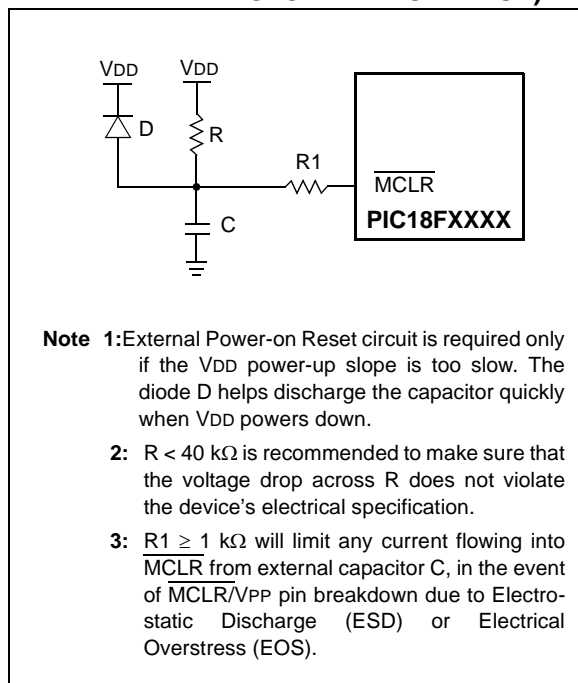 VDD VDD
D
R
R1
MCLR
C
PIC18FXXXX
Note 1:External Power-on Reset circuit is required only
if the VDD power-up slope is too slow. The
diode D helps discharge the capacitor quickly
when VDD powers down.
2: R < 40 kΩ is recommended to make sure that
the voltage drop across R does not violate
the device's electrical specification.
3: R1 ≥ 1 kΩ will limit any current flowing into
MCLR from external capacitor C, in the event
of MCLR/VPP pin breakdown due to Electro-
static Discharge (ESD) or Electrical
Overstress (EOS).